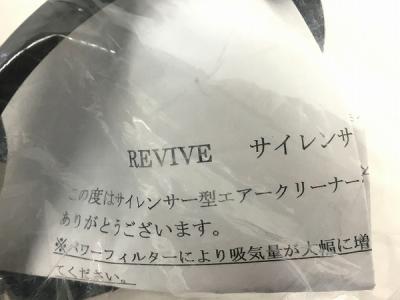 REVIVE サイレンサ
この度はサイレンサー型エアークリーナー
ありがとうございます。
※パワーフィルターにより吸気量が大幅に増
てください。